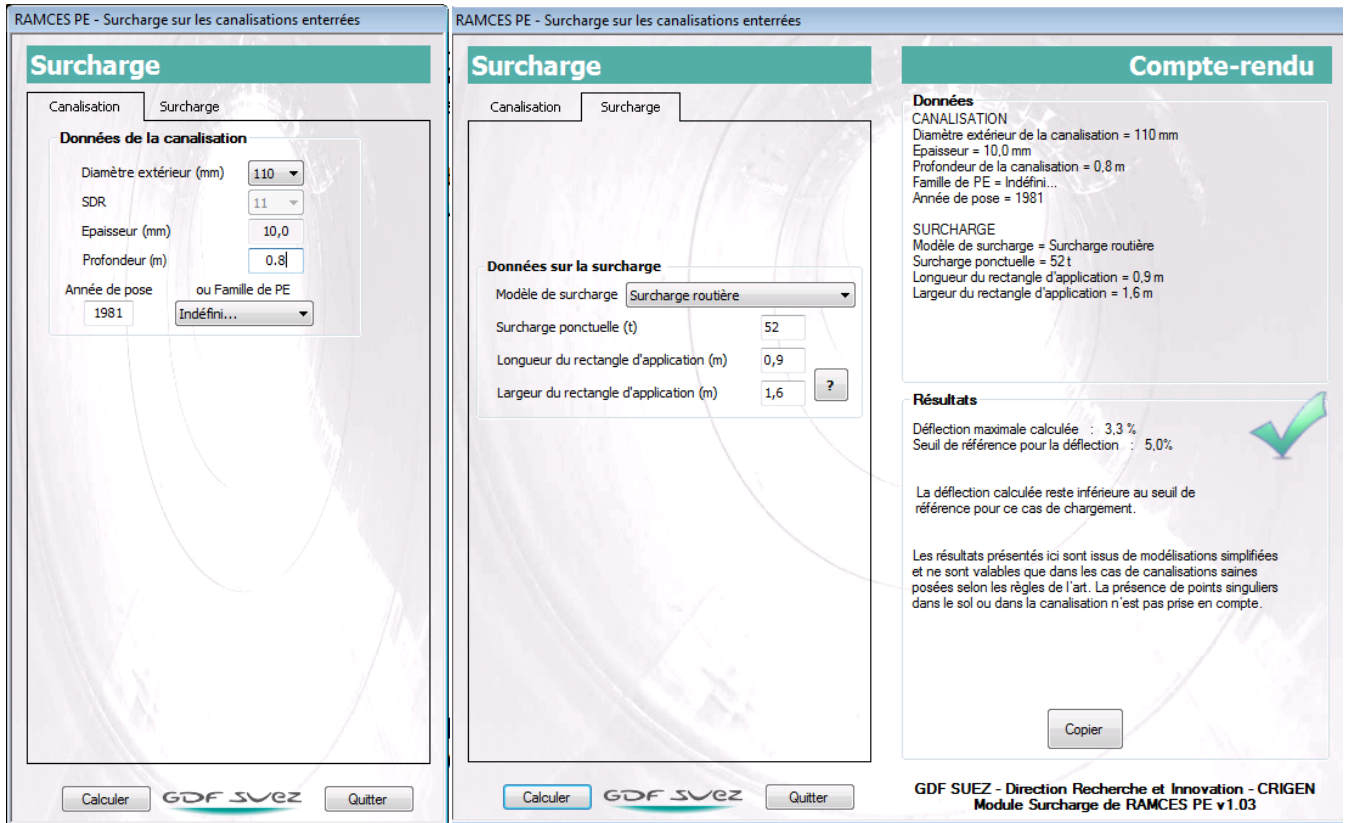 RAMCES PE - Surcharge sur les canalisations enterrées
Surcharge
Canalisation
Surcharge
Données de la canalisation
Diamètre extérieur (mm)
110
SDR
11
Epaisseur (mm)
10,0
Profondeur (m)
0.8
Année de pose
ou Famille de PE
1981
Indéfini...
Calculer
GDF SUEZ
Quitter
RAMCES PE - Surcharge sur les canalisations enterrées
Surcharge
Canalisation
Surcharge
Données sur la surcharge
Modèle de surcharge
Surcharge routière
Surcharge ponctuelle (t)
52
Longueur du rectangle d'application (m)
0,9
Largeur du rectangle d'application (m)
1,6
?
Calculer
GDF SUEZ
Quitter
Compte-rendu
Données
CANALISATION
Diamètre extérieur de la canalisation = 110 mm
Epaisseur = 10,0 mm
Profondeur de la canalisation = 0,8 m
Famille de PE = Indéfini...
Année de pose = 1981
SURCHARGE
Modèle de surcharge = Surcharge routière
Surcharge ponctuelle = 52 t
Longueur du rectangle d'application = 0,9 m
Largeur du rectangle d'application = 1,6 m
Résultats
Déflection maximale calculée : 3,3 %
Seuil de référence pour la déflection : 5,0%
La déflection calculée reste inférieure au seuil de
référence pour ce cas de chargement.
Les résultats présentés ici sont issus de modélisations simplifiées
et ne sont valables que dans les cas de canalisations saines
posées selon les règles de l'art. La présence de points singuliers
dans le sol ou dans la canalisation n'est pas prise en compte.
Copier
GDF SUEZ - Direction Recherche et Innovation - CRIGEN
Module Surcharge de RAMCES PE v1.03